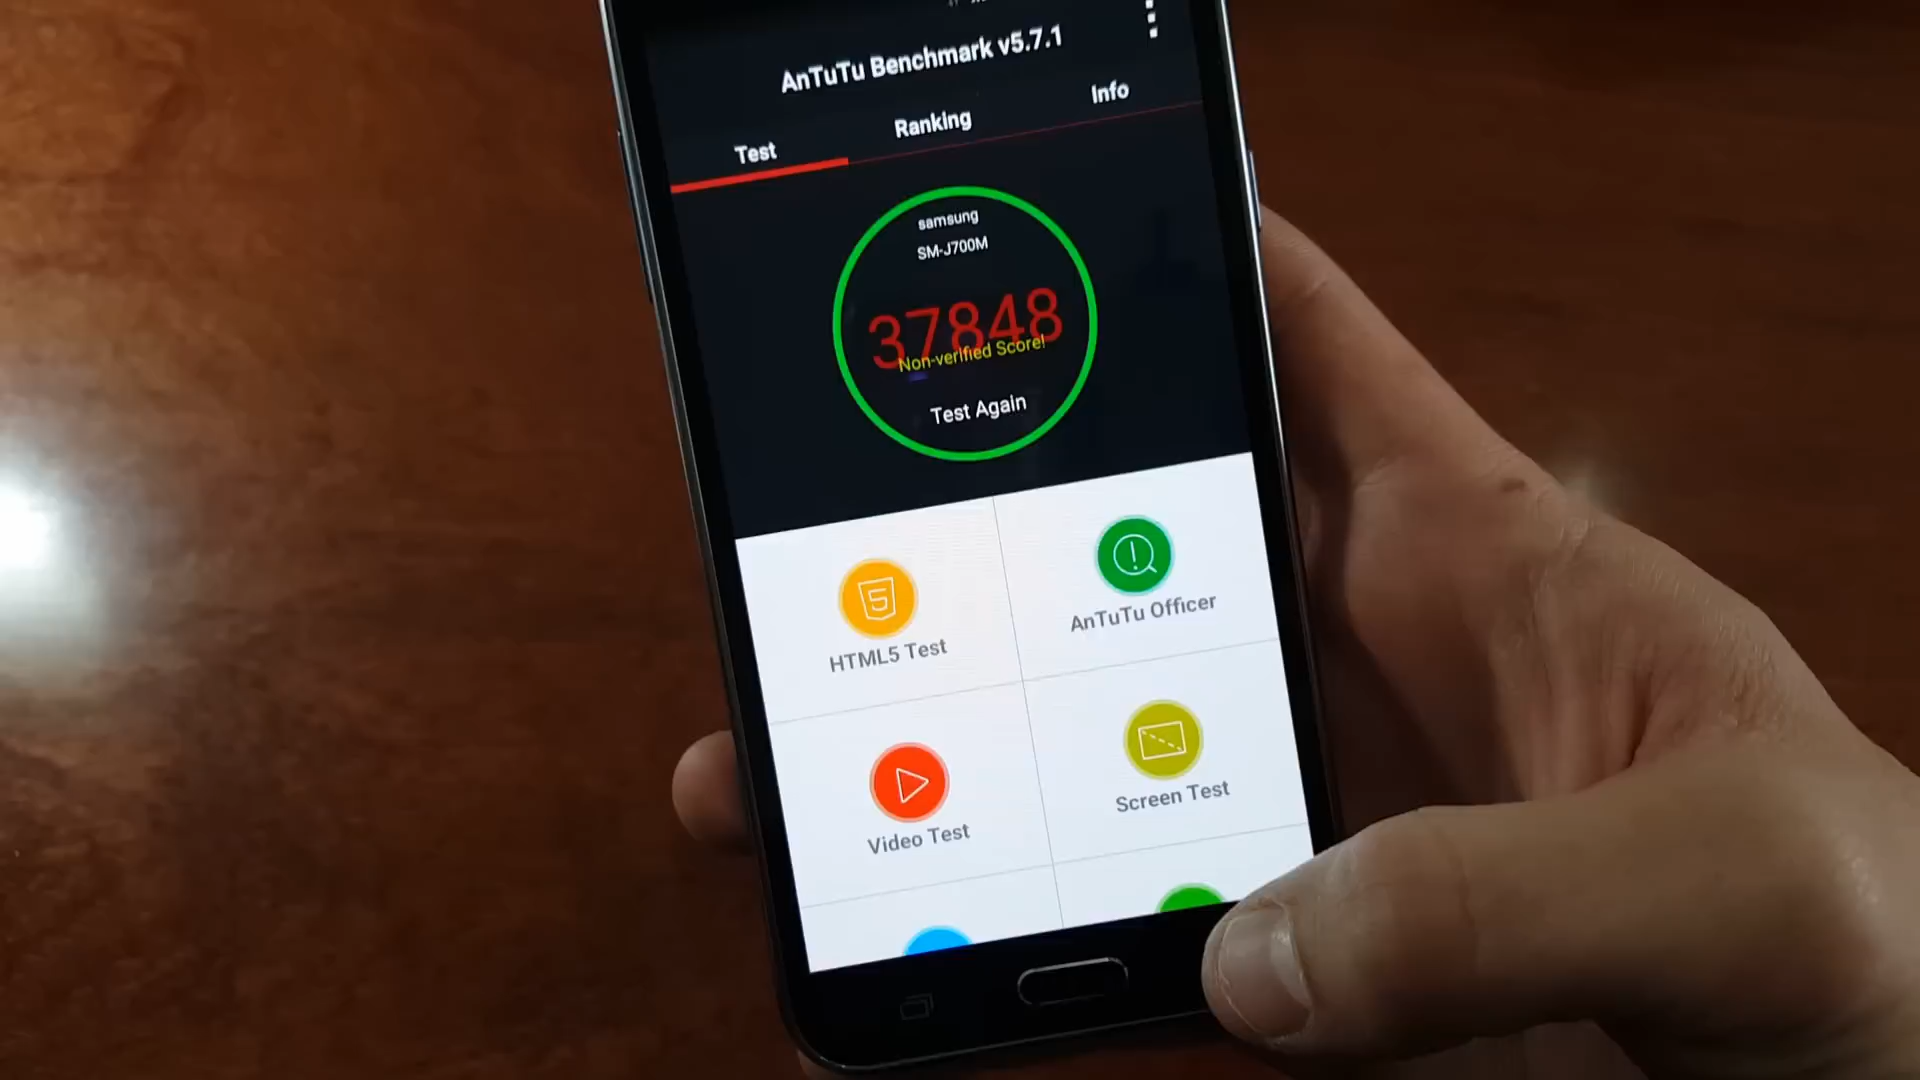 AnTuTu Benchmark v5.7.1
Test
Ranking
Info
samsung
SM-J700M
37848
Non-verified Score!
Test Again
5
HTML5 Test
AnTuTu Officer
Video Test
Screen Test